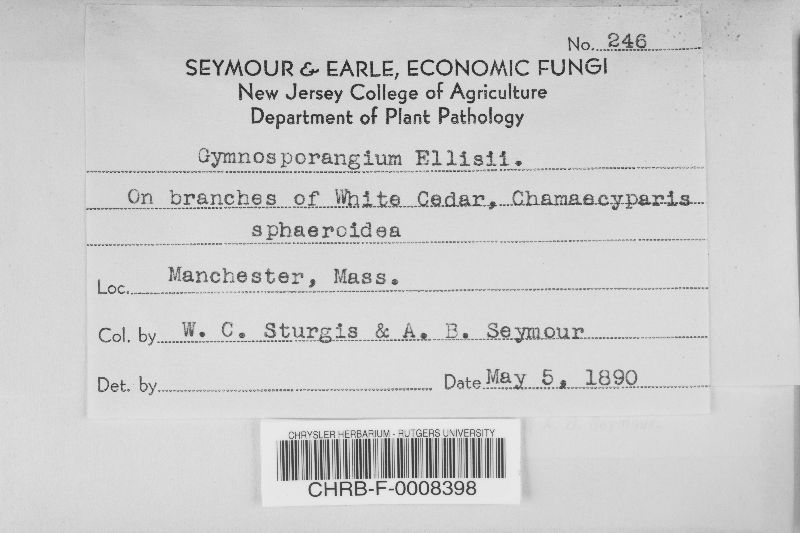 No. 246
SEYMOUR & EARLE, ECONOMIC FUNGI
New Jersey College of Agriculture
Department of Plant Pathology
Gymnosporangium Ellisii.
On branches of White Cedar, Chamaecyparis
sphaeroidea
Loc. Manchester, Mass.
Col. by W. C. Sturgis & A. B. Seymour
Det. by Date May 5, 1890
A. B. Seymour.
CHRYSLER HERBARIUM - RUTGERS UNIVERSITY
CHRB-F-0008398